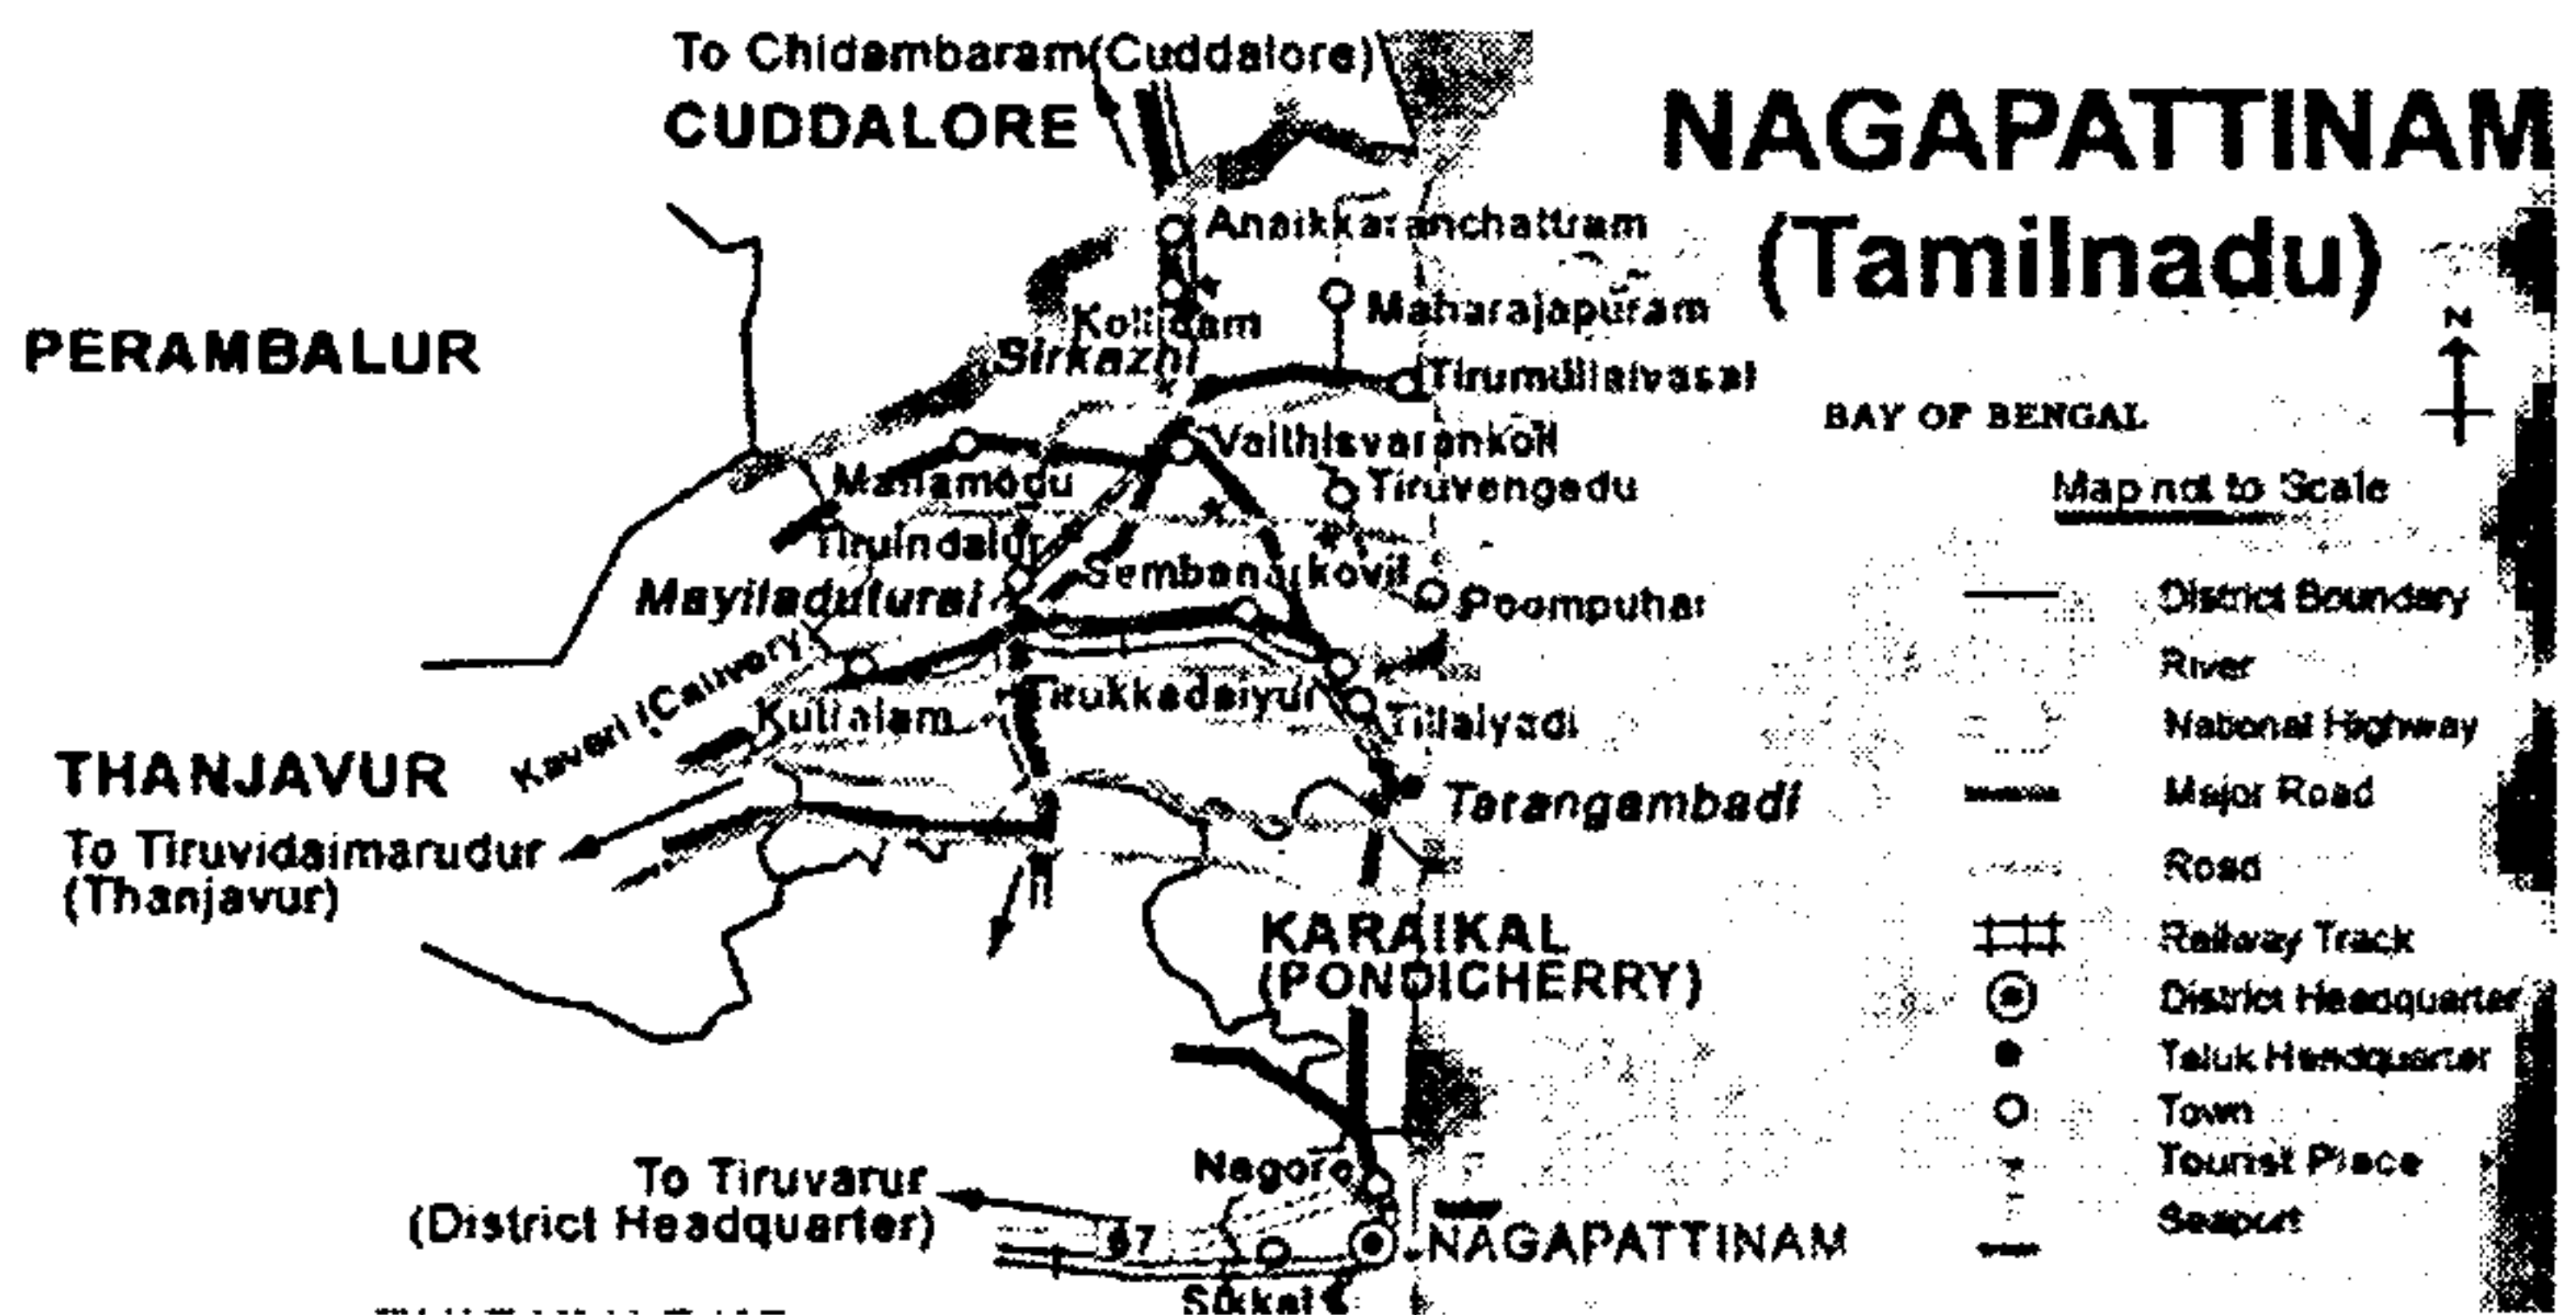 To Chidambaram(Cuddalore)
CUDDALORE
NAGAPATTINAM
(Tamilnadu)
Anaikkaranchattram
N
Kollidam
Maharajapuram
PERAMBALUR
Sirkazhi
Tirumullaivasal
BAY OF BENGAL
Vaithisvarankoil
Manamodu
Tiruvengadu
Map not to Scale
Tiruindalur
Sembanarkovil
Mayiladuturai
Poompuhar
District Boundary
River
Kaveri (Cauvery)
Tirukkadaiyur
Kuttalam
Tillaiyadi
National Highway
THANJAVUR
Tarangambadi
Major Road
To Tiruvidaimarudur
(Thanjavur)
Road
KARAIKAL
(PONDICHERRY)
Railway Track
District Headquarter
Taluk Headquarter
Town
To Tiruvarur
(District Headquarter)
Nagore
Tourist Place
Seaport
67
NAGAPATTINAM
Sikkal